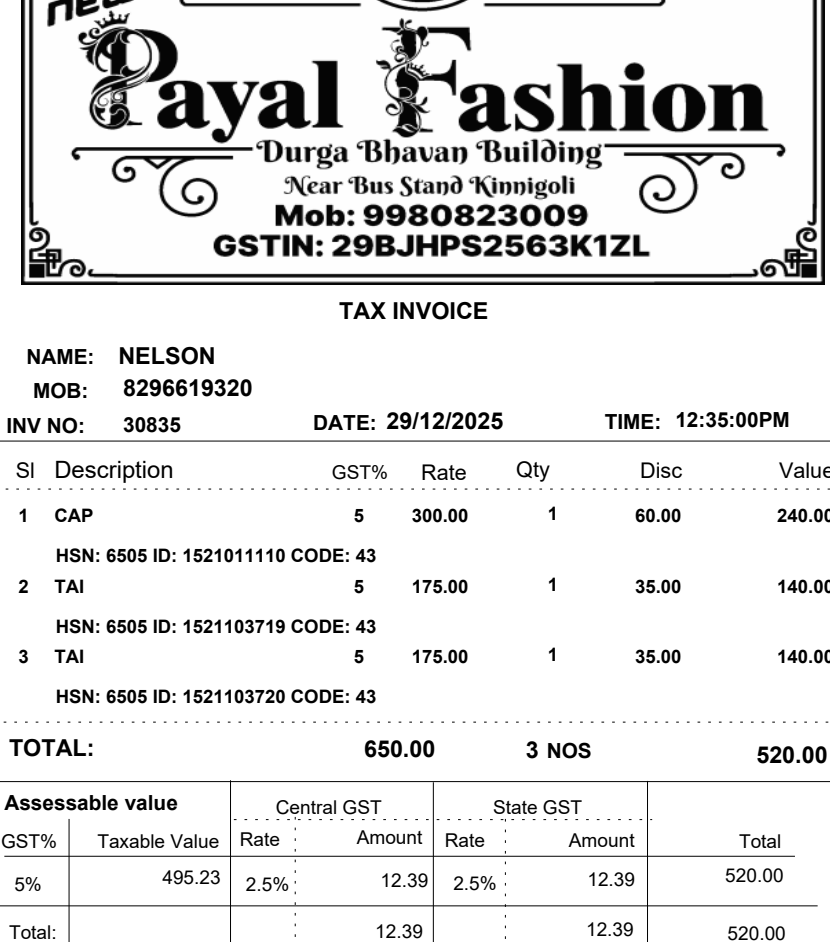 new
Payal Fashion
Durga Bhavan Building
Near Bus Stand Kinnigoli
Mob: 9980823009
GSTIN: 29BJHPS2563K1ZL
TAX INVOICE
NAME: NELSON
MOB: 8296619320
INV NO: 30835 DATE: 29/12/2025 TIME: 12:35:00PM
Sl Description GST% Rate Qty Disc Value
1 CAP 5 300.00 1 60.00 240.00
HSN: 6505 ID: 1521011110 CODE: 43
2 TAI 5 175.00 1 35.00 140.00
HSN: 6505 ID: 1521103719 CODE: 43
3 TAI 5 175.00 1 35.00 140.00
HSN: 6505 ID: 1521103720 CODE: 43
TOTAL: 650.00 3 NOS 520.00
Assessable value Central GST State GST
GST% Taxable Value Rate Amount Rate Amount Total
5% 495.23 2.5% 12.39 2.5% 12.39 520.00
Total: 12.39 12.39 520.00